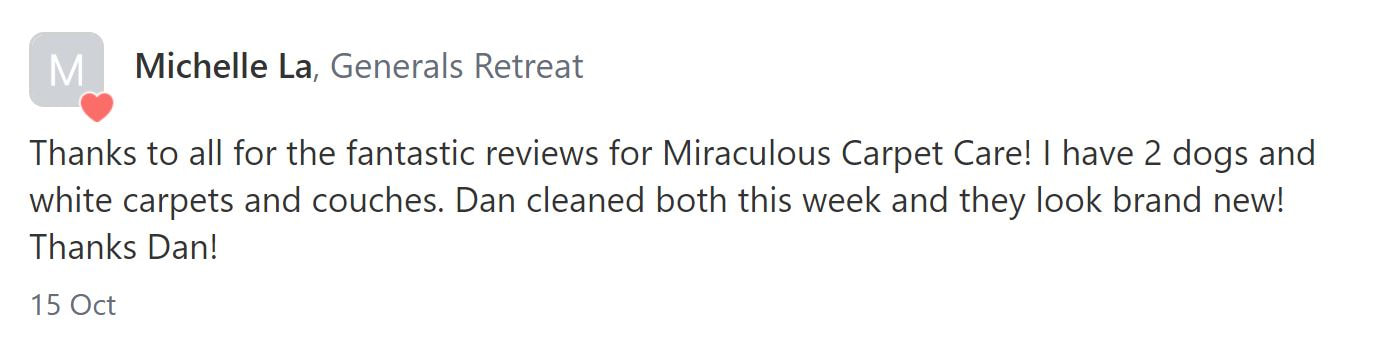 M
Michelle La, Generals Retreat
Thanks to all for the fantastic reviews for Miraculous Carpet Care! I have 2 dogs and
white carpets and couches. Dan cleaned both this week and they look brand new!
Thanks Dan!
15 Oct